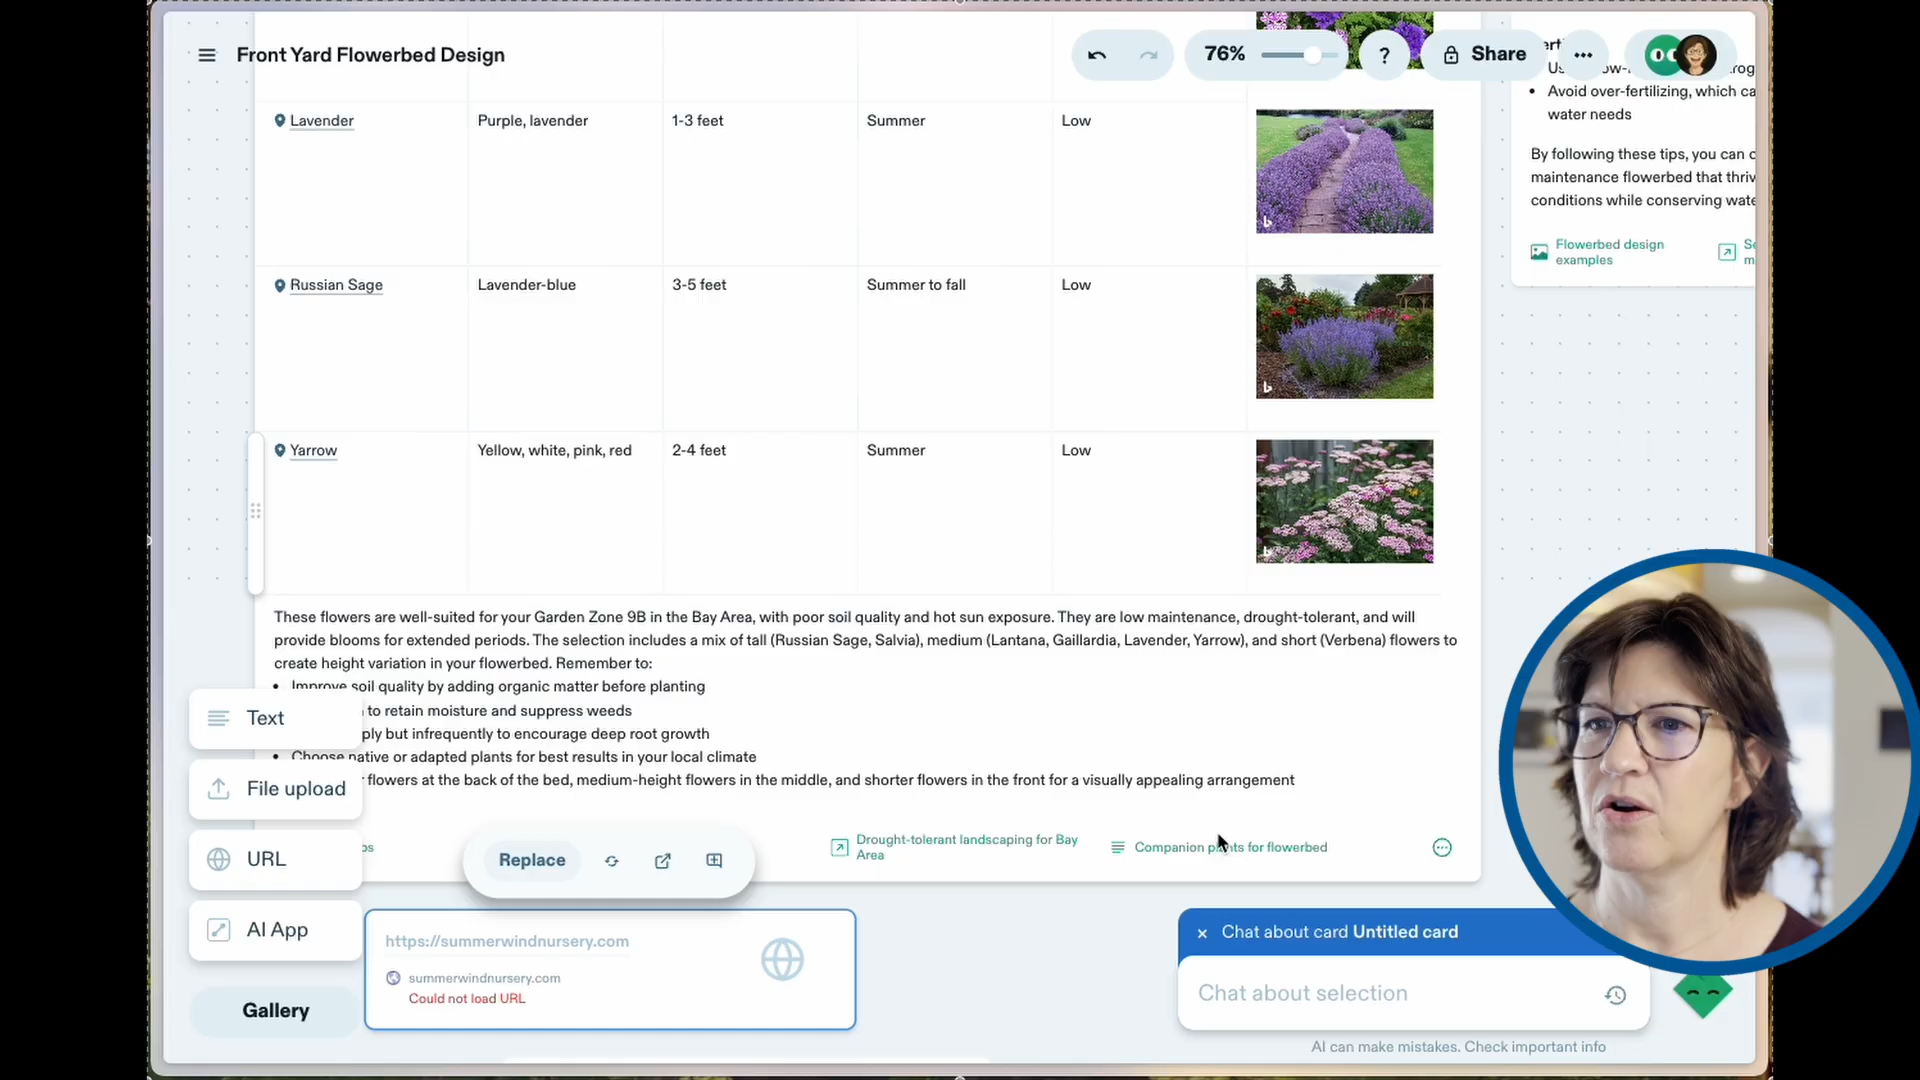 Front Yard Flowerbed Design
76%
?
Share
Avoid over-fertilizing, which ca
water needs
By following these tips, you can c
maintenance flowerbed that thriv
conditions while conserving wate
Flowerbed design
examples
Lavender
Purple, lavender
1-3 feet
Summer
Low
Russian Sage
Lavender-blue
3-5 feet
Summer to fall
Low
Yarrow
Yellow, white, pink, red
2-4 feet
Summer
Low
These flowers are well-suited for your Garden Zone 9B in the Bay Area, with poor soil quality and hot sun exposure. They are low maintenance, drought-tolerant, and will
provide blooms for extended periods. The selection includes a mix of tall (Russian Sage, Salvia), medium (Lantana, Gaillardia, Lavender, Yarrow), and short (Verbena) flowers to
create height variation in your flowerbed. Remember to:
• Improve soil quality by adding organic matter before planting
to retain moisture and suppress weeds
ply but infrequently to encourage deep root growth
• Choose native or adapted plants for best results in your local climate
flowers at the back of the bed, medium-height flowers in the middle, and shorter flowers in the front for a visually appealing arrangement
Drought-tolerant landscaping for Bay
Area
Companion plants for flowerbed
Text
File upload
URL
AI App
Gallery
Replace
https://summerwindnursery.com
summerwindnursery.com
Could not load URL
× Chat about card Untitled card
Chat about selection
AI can make mistakes. Check important info